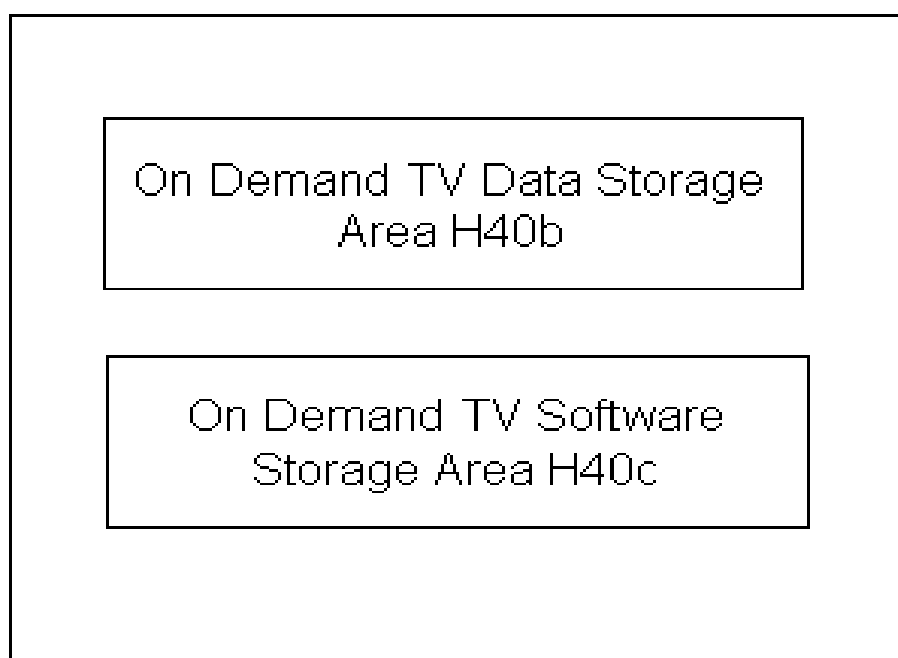 On Demand TV Data Storage
Area H40b
On Demand TV Software
Storage Area H40c